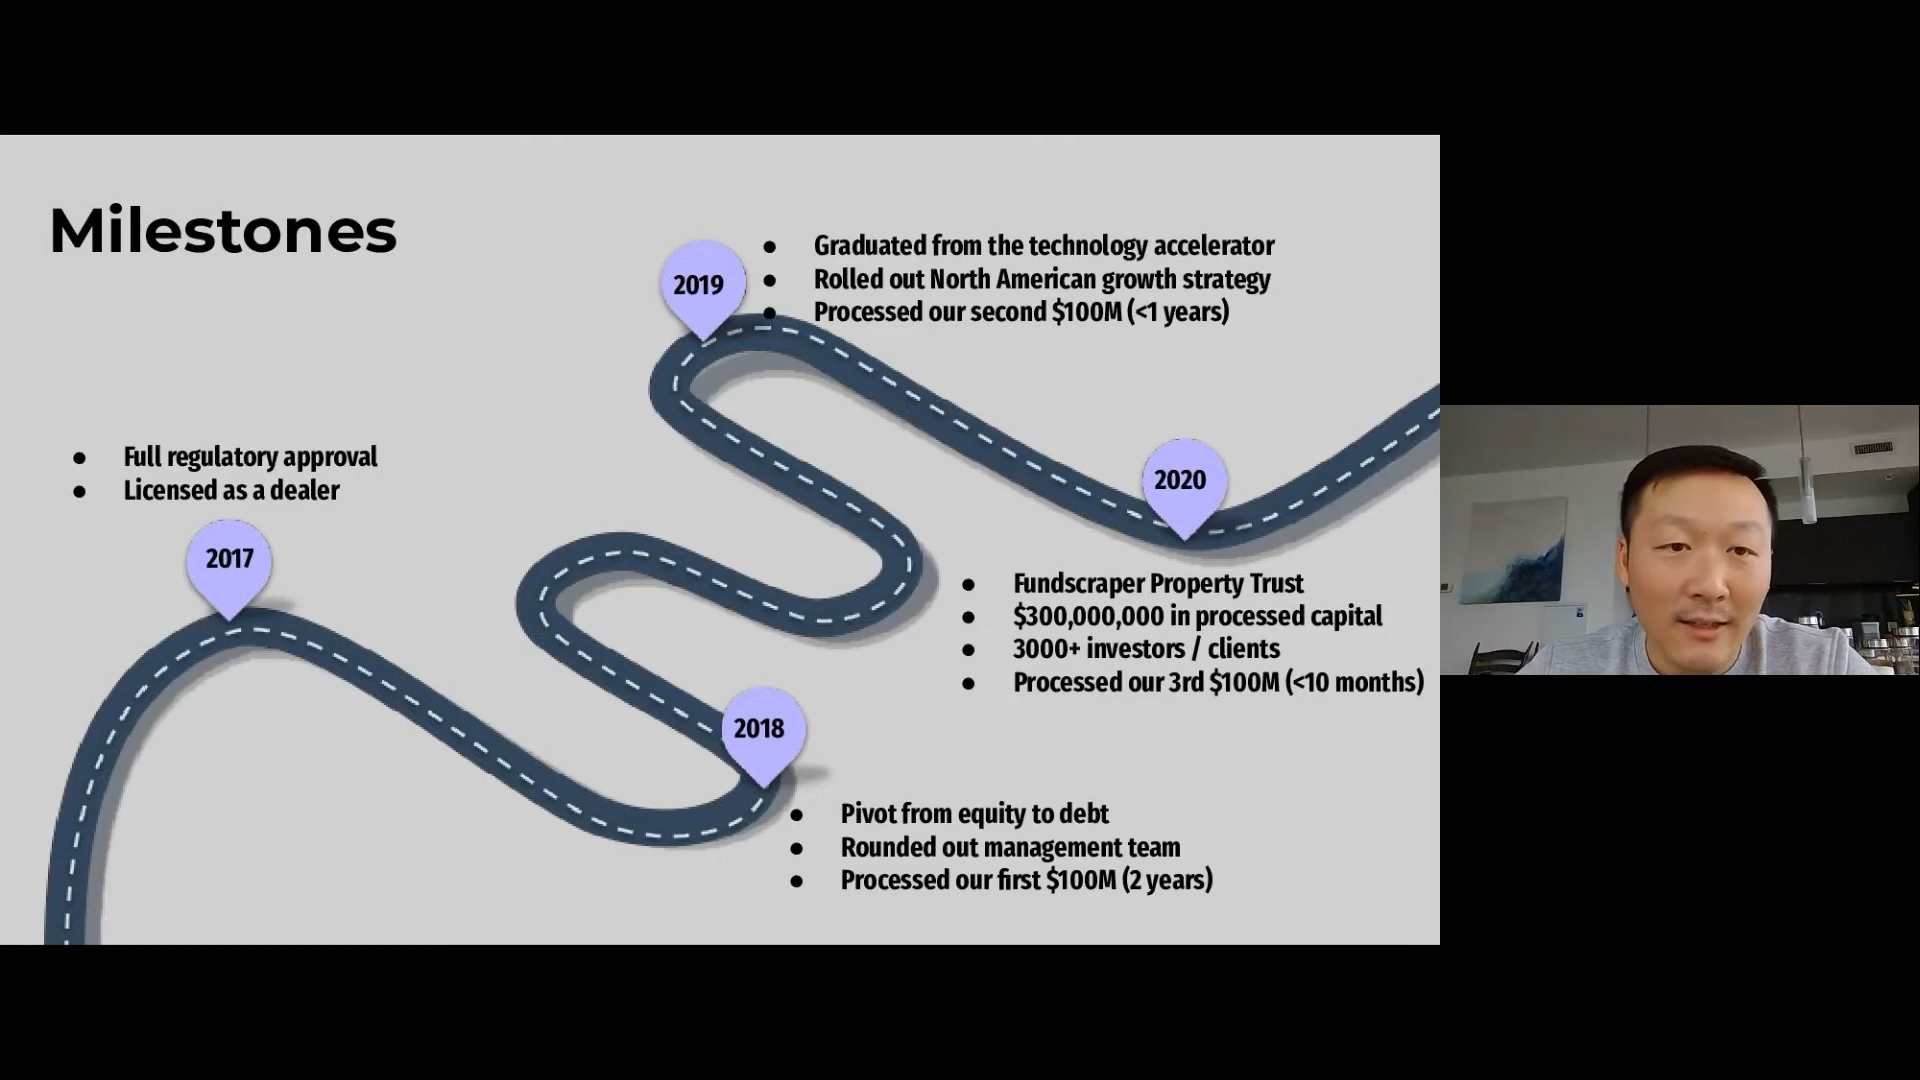 Milestones
2019
Graduated from the technology accelerator
Rolled out North American growth strategy
Processed our second $100M (<1 years)
Full regulatory approval
Licensed as a dealer
2017
2020
Fundscraper Property Trust
$300,000,000 in processed capital
3000+ investors / clients
Processed our 3rd $100M (<10 months)
2018
Pivot from equity to debt
Rounded out management team
Processed our first $100M (2 years)